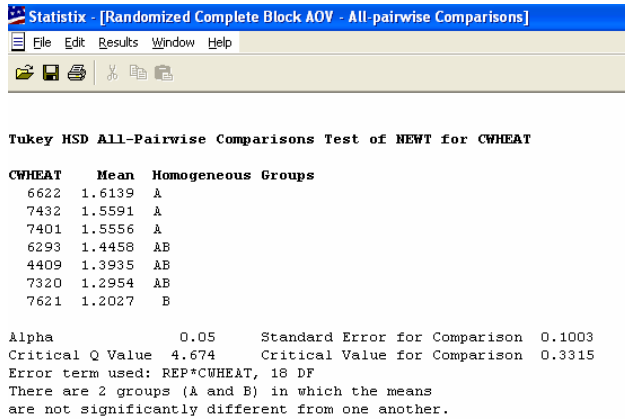 Statistix - [Randomized Complete Block AOV - All-pairwise Comparisons]
File Edit Results Window Help
Tukey HSD All-Pairwise Comparisons Test of NEWT for CWHEAT
CWHEAT Mean Homogeneous Groups
6622 1.6139 A
7432 1.5591 A
7401 1.5556 A
6293 1.4458 AB
4409 1.3935 AB
7320 1.2954 AB
7621 1.2027 B
Alpha 0.05 Standard Error for Comparison 0.1003
Critical Q Value 4.674 Critical Value for Comparison 0.3315
Error term used: REP*CWHEAT, 18 DF
There are 2 groups (A and B) in which the means
are not significantly different from one another.